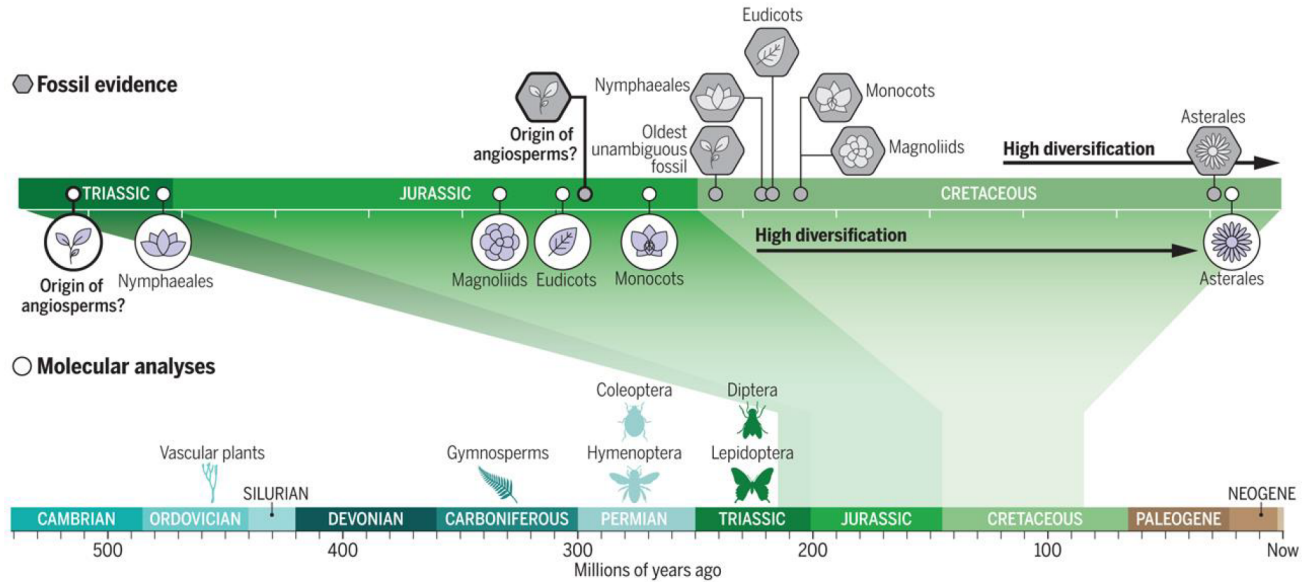 Eudicots
Fossil evidence
Nymphaeales
Monocots
Origin of
angiosperms?
Oldest
unambiguous
fossil
Magnoliids
Asterales
High diversification
TRIASSIC
JURASSIC
CRETACEOUS
High diversification
Origin of
angiosperms?
Nymphaeales
Magnoliids
Eudicots
Monocots
Asterales
Molecular analyses
Coleoptera
Diptera
Vascular plants
Gymnosperms
Hymenoptera
Lepidoptera
SILURIAN
NEOGENE
CAMBRIAN
ORDOVICIAN
DEVONIAN
CARBONIFEROUS
PERMIAN
TRIASSIC
JURASSIC
CRETACEOUS
PALEOGENE
500
400
300
200
100
Now
Millions of years ago